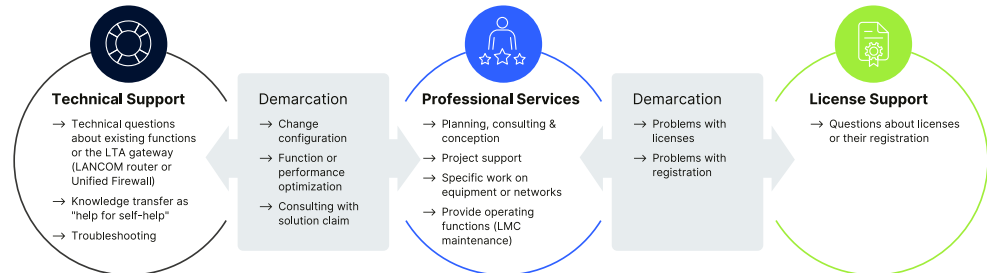 Technical Support
→ Technical questions
about existing functions
or the LTA gateway
(LANCOM router or
Unified Firewall)
→ Knowledge transfer as
"help for self-help"
→ Troubleshooting
Demarcation
→ Change
configuration
→ Function or
performance
optimization
→ Consulting with
solution claim
Professional Services
→ Planning, consulting &
conception
→ Project support
→ Specific work on
equipment or networks
→ Provide operating
functions (LMC
maintenance)
Demarcation
→ Problems with
licenses
→ Problems with
registration
License Support
→ Questions about licenses
or their registration